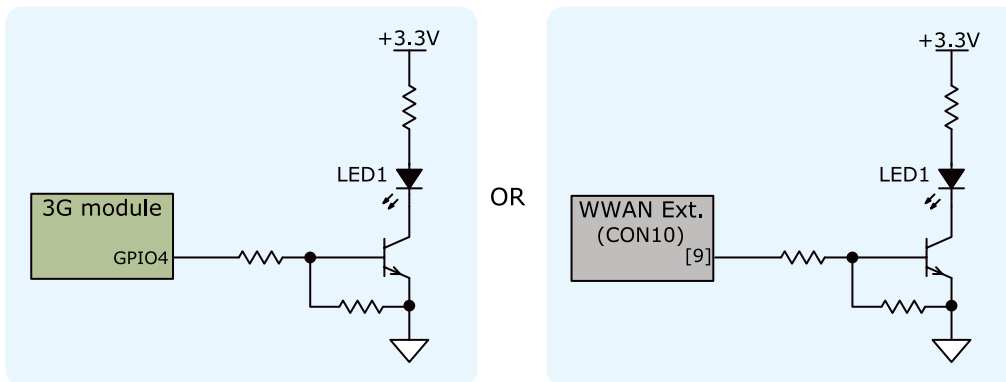 +3.3V
LED1
3G module
GPIO4
OR
+3.3V
LED1
WWAN Ext.
(CON10)
[9]